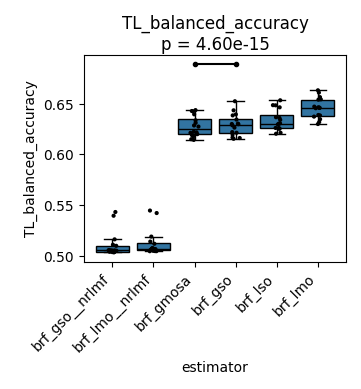 TL_balanced_accuracy
p = 4.60e-15
TL_balanced_accuracy
0.65
0.60
0.55
0.50
brf_gso__nrlmf
brf_lmo__nrlmf
brf_gmosa
brf_gso
brf_lso
brf_lmo
estimator